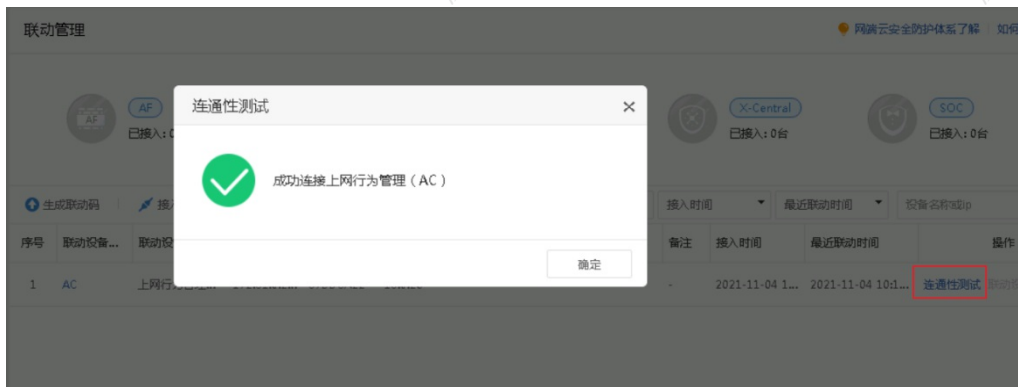 联动管理
网端云安全防护体系了解
连通性测试
AF
AF
已接入：
X-Central
已接入：0台
SOC
已接入：0台
成功连接上网行为管理（AC）
生成联动码
接入时间
最近联动时间
设备名称或ip
序号
联动设备...
备注
接入时间
最近联动时间
操作
确定
1
AC
上网行
-
2021-11-04 1...
2021-11-04 10:1...
连通性测试